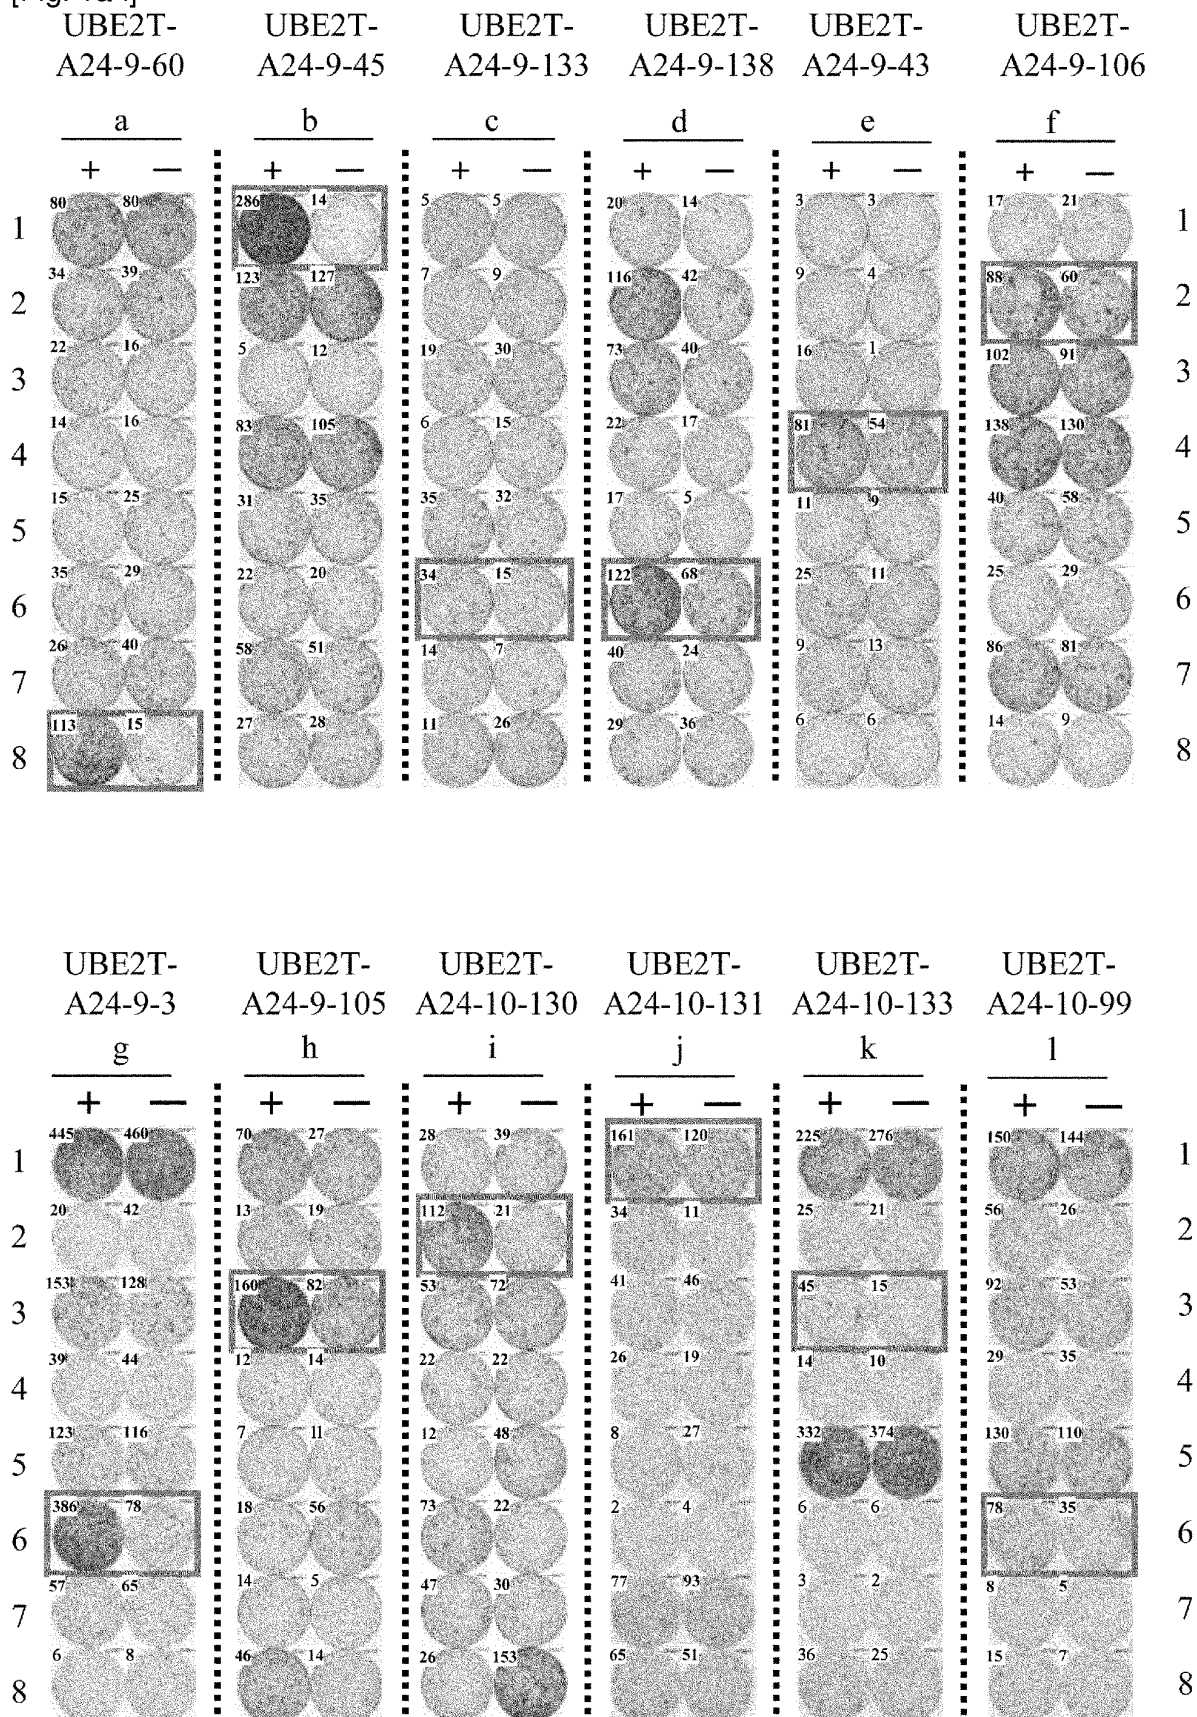 UBE2T- UBE2T- UBE2T- UBE2T- UBE2T- UBE2T-
A24-9-60 A24-9-45 A24-9-133 A24-9-138 A24-9-43 A24-9-106
a b c d e f
+ — + — + — + — + — + —
1 80 80 286 14 5 5 20 14 3 3 17 21 1
2 34 39 123 127 7 9 116 42 9 4 88 60 2
3 22 16 5 12 19 30 73 40 16 1 102 91 3
4 14 16 83 105 6 15 22 17 81 54 138 130 4
5 15 25 31 35 35 32 17 5 11 9 40 58 5
6 35 29 22 20 34 15 122 68 25 11 25 29 6
7 26 40 58 51 14 7 40 24 9 13 86 81 7
8 113 15 27 28 11 26 29 36 6 6 14 9 8
UBE2T- UBE2T- UBE2T- UBE2T- UBE2T- UBE2T-
A24-9-3 A24-9-105 A24-10-130 A24-10-131 A24-10-133 A24-10-99
g h i j k l
+ — + — + — + — + — + —
1 445 460 70 27 28 39 161 120 225 276 150 144 1
2 20 42 13 19 112 21 34 11 25 21 56 26 2
3 153 128 160 82 53 72 41 46 45 15 92 53 3
4 39 44 12 14 22 22 26 19 14 10 29 35 4
5 123 116 7 11 12 48 8 27 332 374 130 110 5
6 386 78 18 56 73 22 2 4 6 6 78 35 6
7 57 65 14 5 47 30 77 93 3 2 8 5 7
8 6 8 46 14 26 153 65 51 36 25 15 7 8